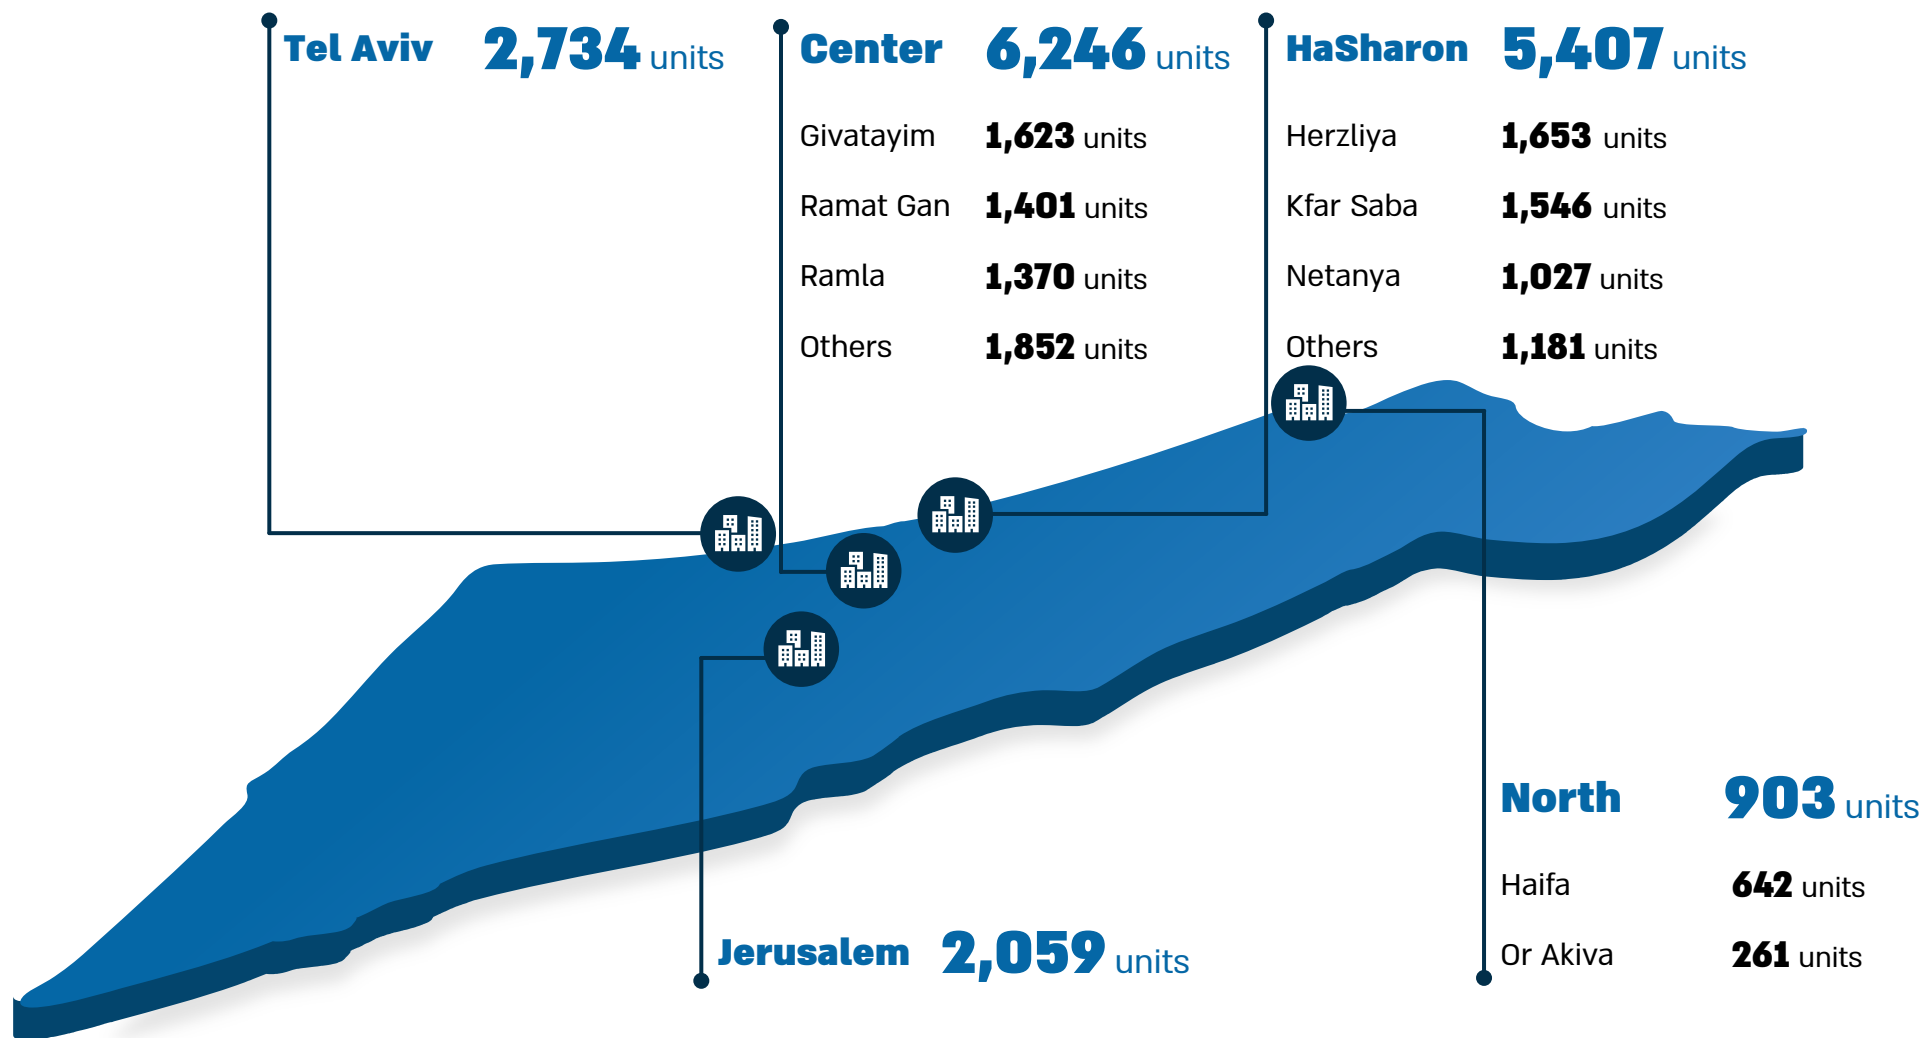 Tel Aviv 2,734 units
Center 6,246 units
Givatayim 1,623 units
Ramat Gan 1,401 units
Ramla 1,370 units
Others 1,852 units
HaSharon 5,407 units
Herzliya 1,653 units
Kfar Saba 1,546 units
Netanya 1,027 units
Others 1,181 units
North 903 units
Haifa 642 units
Or Akiva 261 units
Jerusalem 2,059 units